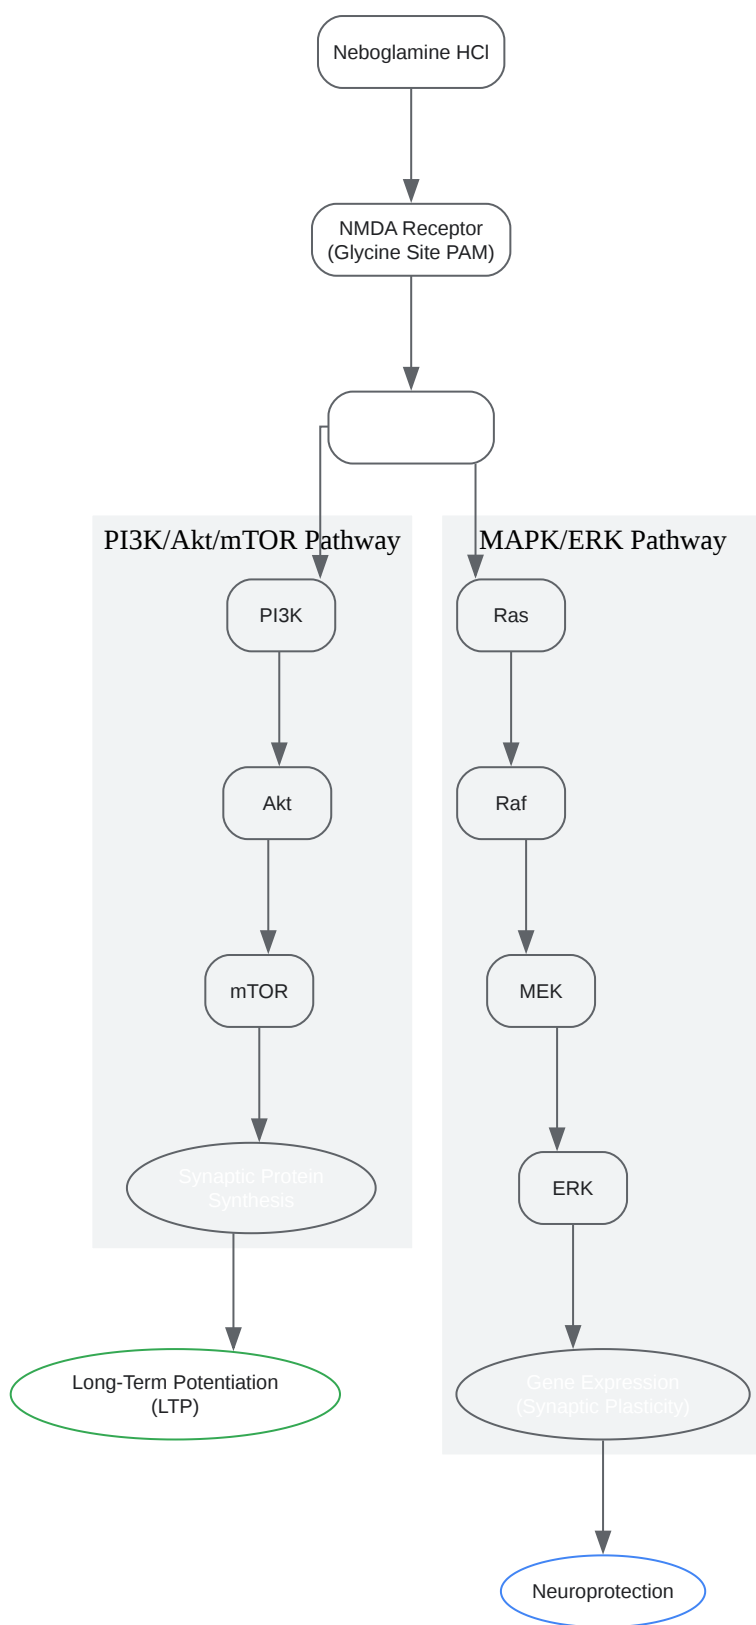 Neboglamine HCl
NMDA Receptor
(Glycine Site PAM)
PI3K/Akt/mTOR Pathway
MAPK/ERK Pathway
PI3K
Ras
Akt
Raf
mTOR
MEK
Synaptic Protein
Synthesis
ERK
Long-Term Potentiation
(LTP)
Gene Expression
(Synaptic Plasticity)
Neuroprotection